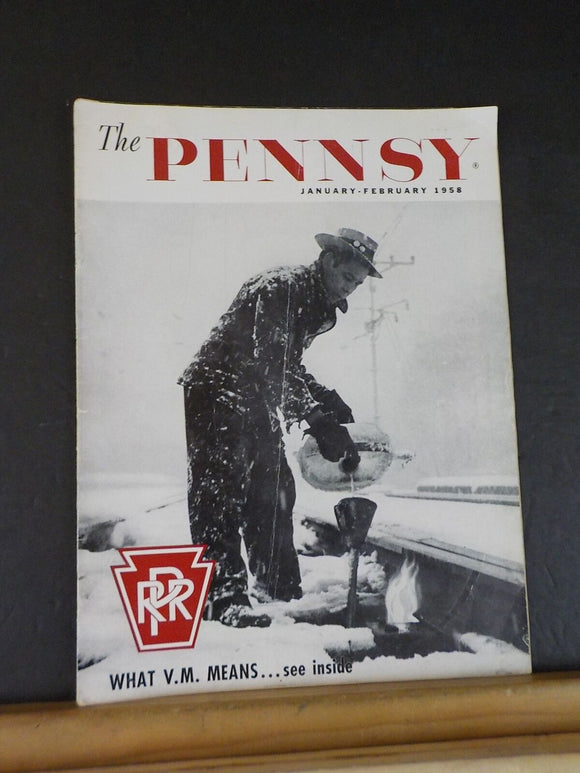 The PENNSY®
JANUARY-FEBRUARY 1958
PRR
WHAT V.M. MEANS...see inside